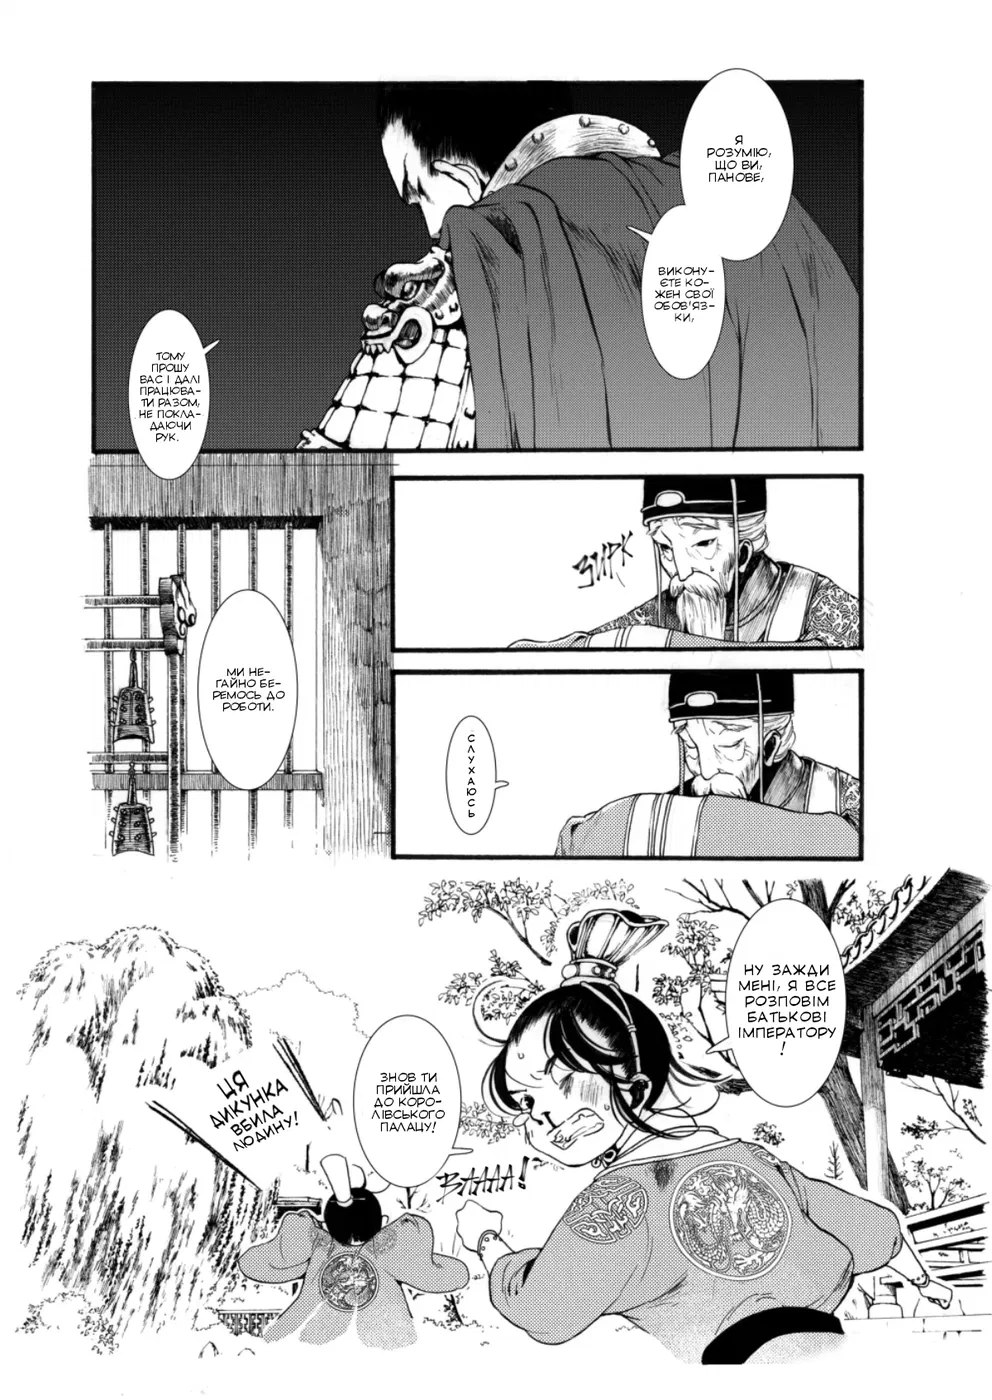 Я
РОЗУМІЮ,
ЩО ВИ,
ПАНОВЕ,
ВИКОНУ-
ЄТЕ КО-
ЖЕН СВОЇ
ОБОВ'ЯЗ-
КИ,
ТОМУ
ПРОШУ
ВАС І ДАЛІ
ПРАЦЮВА-
ТИ РАЗОМ,
НЕ ПОКЛА-
ДАЮЧИ
РУК.
ЗИРК
МИ НЕ-
ГАЙНО БЕ-
РЕМОСЬ ДО
РОБОТИ.
СЛУХАЮСЬ
НУ ЗАЖДИ
МЕНІ, Я ВСЕ
РОЗПОВІМ
БАТЬКОВІ
ІМПЕРАТОРУ
!
ЗНОВ ТИ
ПРИЙШЛА
ДО КОРО-
ЛІВСЬКОГО
ПАЛАЦУ!
ЦЯ
ДИКУНКА
ВБИЛА
ЛЮДИНУ!
ВАААА!